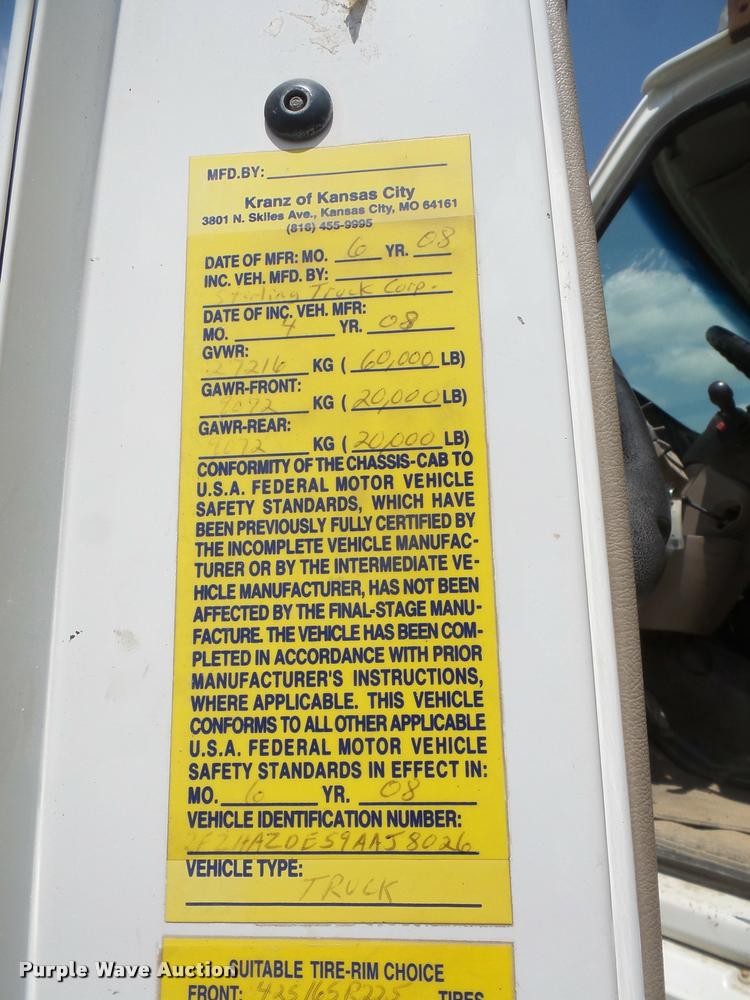 MFD.BY:
Kranz of Kansas City
3801 N. Skiles Ave., Kansas City, MO 64161
(816) 455-9995
DATE OF MFR: MO. 6 YR. 08
INC. VEH. MFD. BY:
Sterling Truck Corp.
DATE OF INC. VEH. MFR:
MO. 4 YR. 08
GVWR:
27216 KG ( 60,000 LB)
GAWR-FRONT:
9072 KG ( 20,000 LB)
GAWR-REAR:
9072 KG ( 20,000 LB)
CONFORMITY OF THE CHASSIS-CAB TO
U.S.A. FEDERAL MOTOR VEHICLE
SAFETY STANDARDS, WHICH HAVE
BEEN PREVIOUSLY FULLY CERTIFIED BY
THE INCOMPLETE VEHICLE MANUFAC-
TURER OR BY THE INTERMEDIATE VE-
HICLE MANUFACTURER, HAS NOT BEEN
AFFECTED BY THE FINAL-STAGE MANU-
FACTURE. THE VEHICLE HAS BEEN COM-
PLETED IN ACCORDANCE WITH PRIOR
MANUFACTURER'S INSTRUCTIONS,
WHERE APPLICABLE. THIS VEHICLE
CONFORMS TO ALL OTHER APPLICABLE
U.S.A. FEDERAL MOTOR VEHICLE
SAFETY STANDARDS IN EFFECT IN:
MO. 6 YR. 08
VEHICLE IDENTIFICATION NUMBER:
VEHICLE TYPE:
TRUCK
SUITABLE TIRE-RIM CHOICE
FRONT: 425/65R22.5 TIRES
Purple Wave Auction